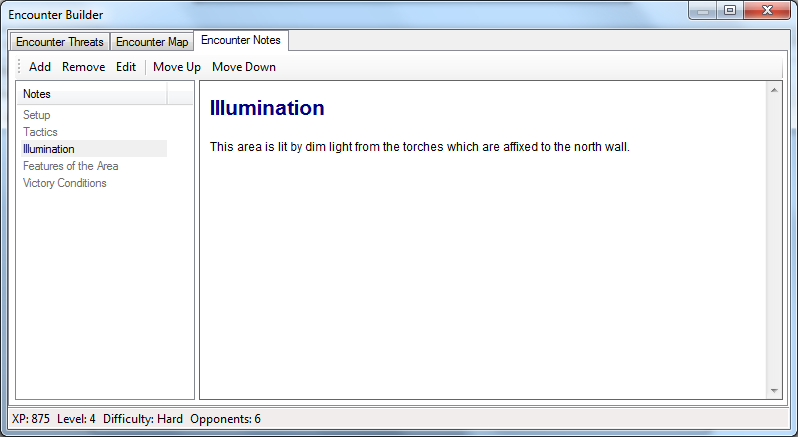 Encounter Builder
Encounter Threats Encounter Map Encounter Notes
Add Remove Edit Move Up Move Down
Notes
Setup
Tactics
Illumination
Features of the Area
Victory Conditions
Illumination
This area is lit by dim light from the torches which are affixed to the north wall.
XP: 875 Level: 4 Difficulty: Hard Opponents: 6